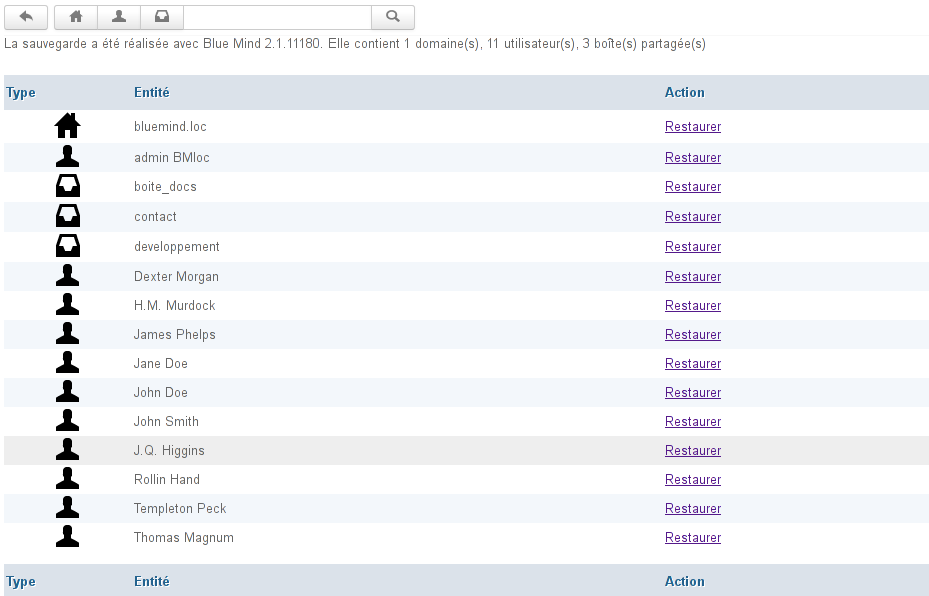 La sauvegarde a été réalisée avec Blue Mind 2.1.11180. Elle contient 1 domaine(s), 11 utilisateur(s), 3 boîte(s) partagée(s)
Type Entité Action
bluemind.loc Restaurer
admin BMloc Restaurer
boite_docs Restaurer
contact Restaurer
developpement Restaurer
Dexter Morgan Restaurer
H.M. Murdock Restaurer
James Phelps Restaurer
Jane Doe Restaurer
John Doe Restaurer
John Smith Restaurer
J.Q. Higgins Restaurer
Rollin Hand Restaurer
Templeton Peck Restaurer
Thomas Magnum Restaurer
Type Entité Action